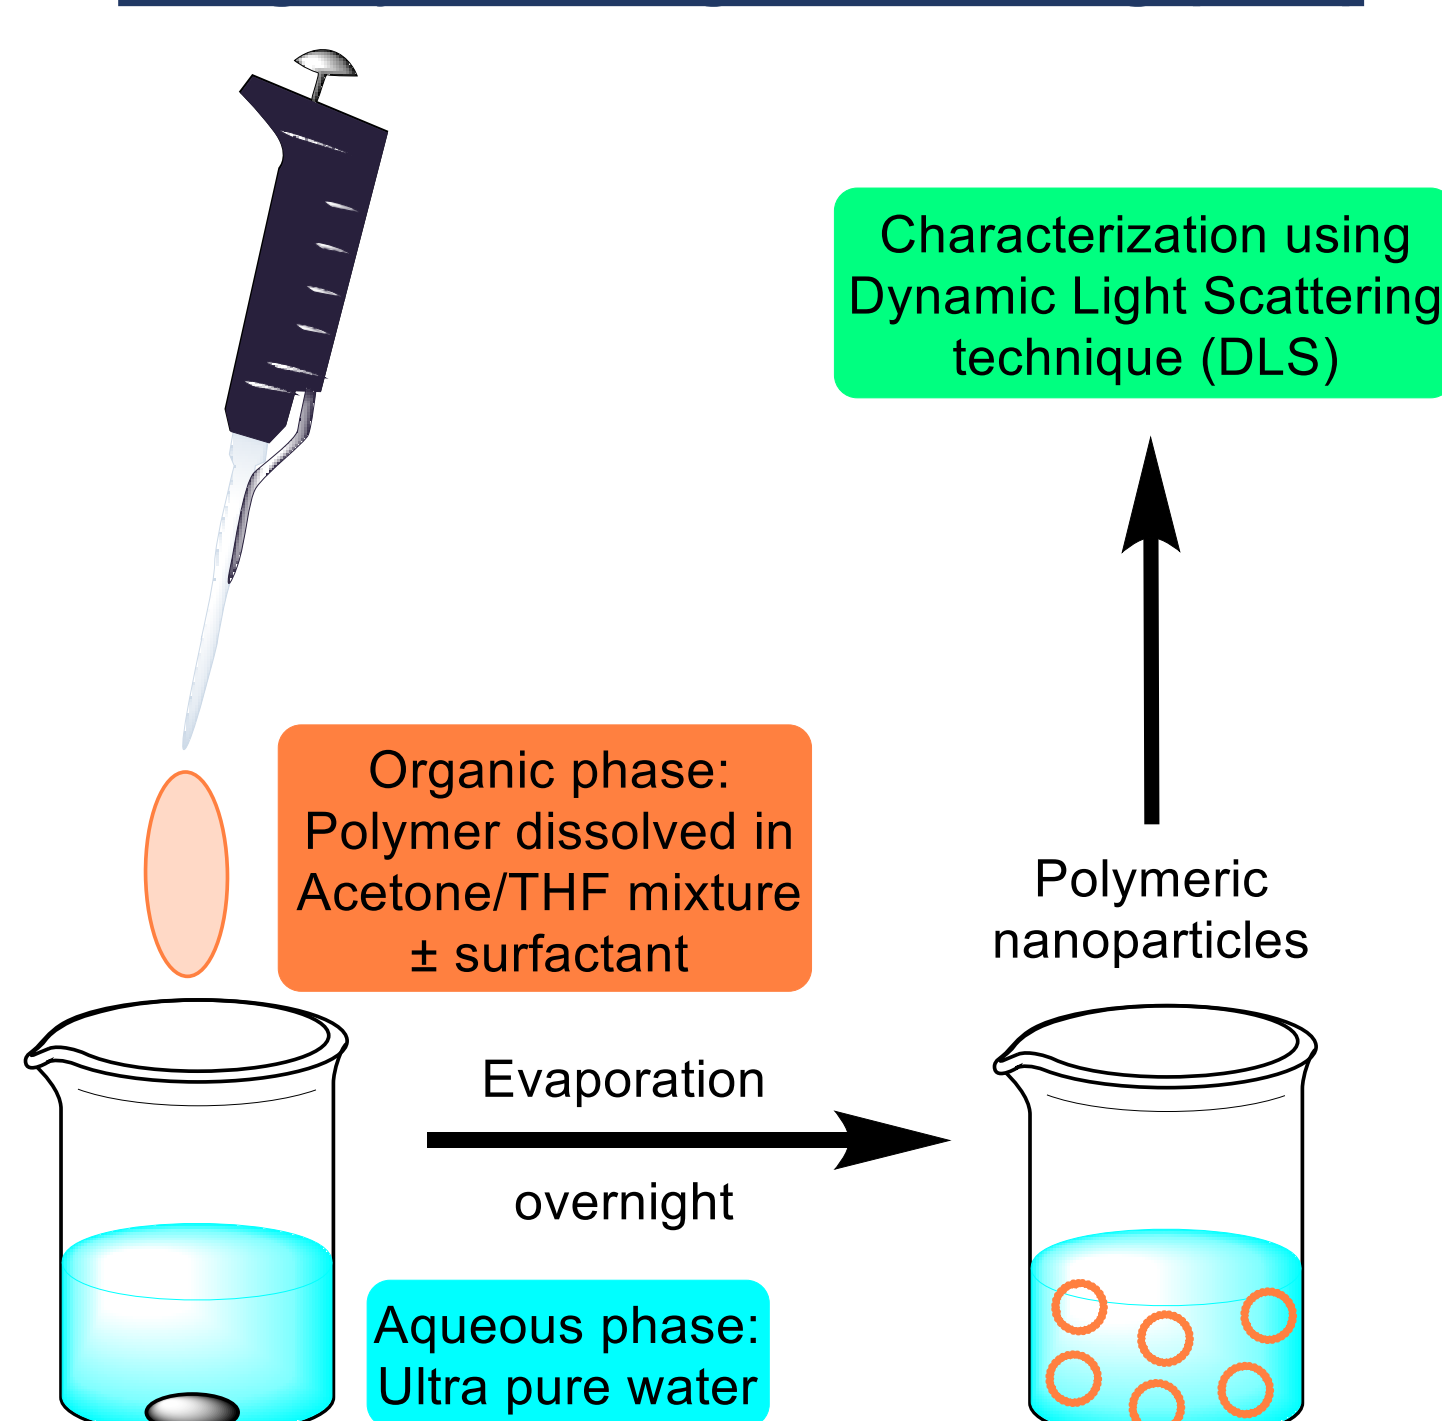 Characterization using
Dynamic Light Scattering
technique (DLS)
Organic phase:
Polymer dissolved in
Acetone/THF mixture
± surfactant
Polymeric
nanoparticles
Evaporation
overnight
Aqueous phase:
Ultra pure water